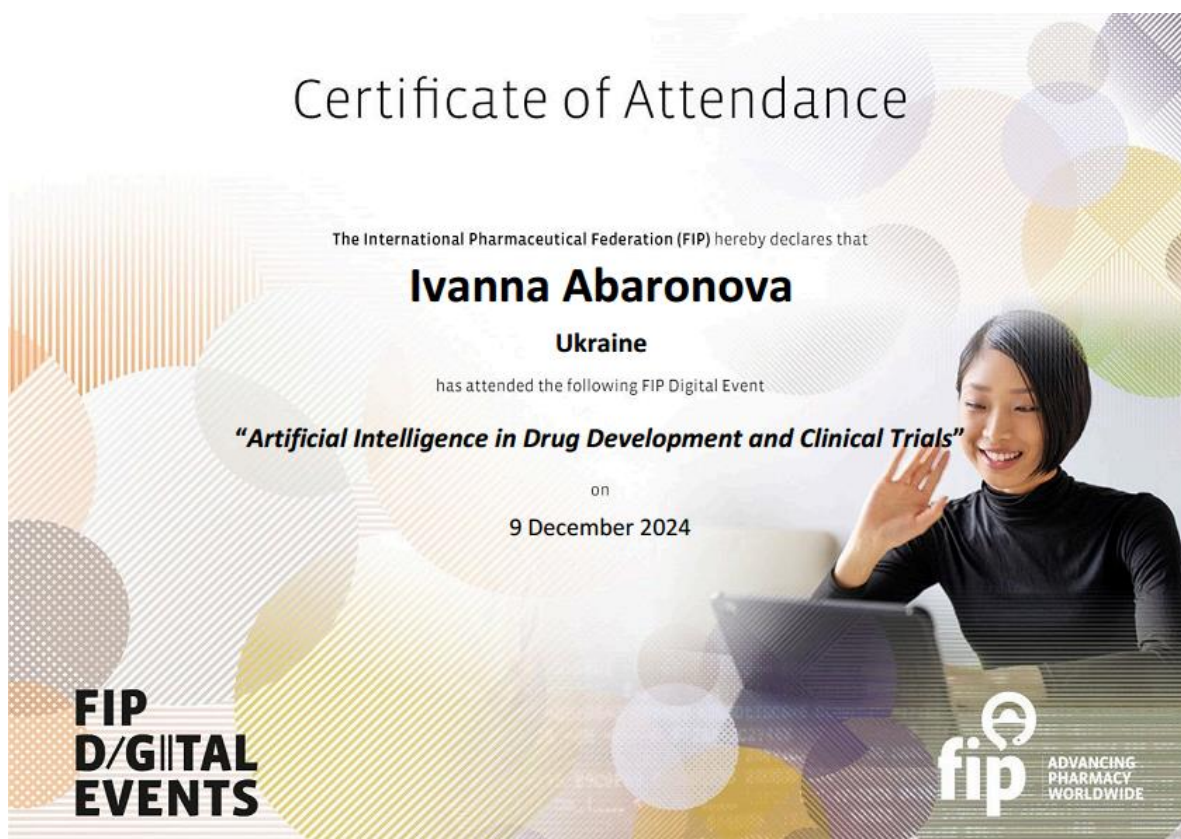 Certificate of Attendance
The International Pharmaceutical Federation (FIP) hereby declares that
Ivanna Abaronova
Ukraine
has attended the following FIP Digital Event
“Artificial Intelligence in Drug Development and Clinical Trials”
on
9 December 2024
FIP
DIGITAL
EVENTS
fip
ADVANCING
PHARMACY
WORLDWIDE